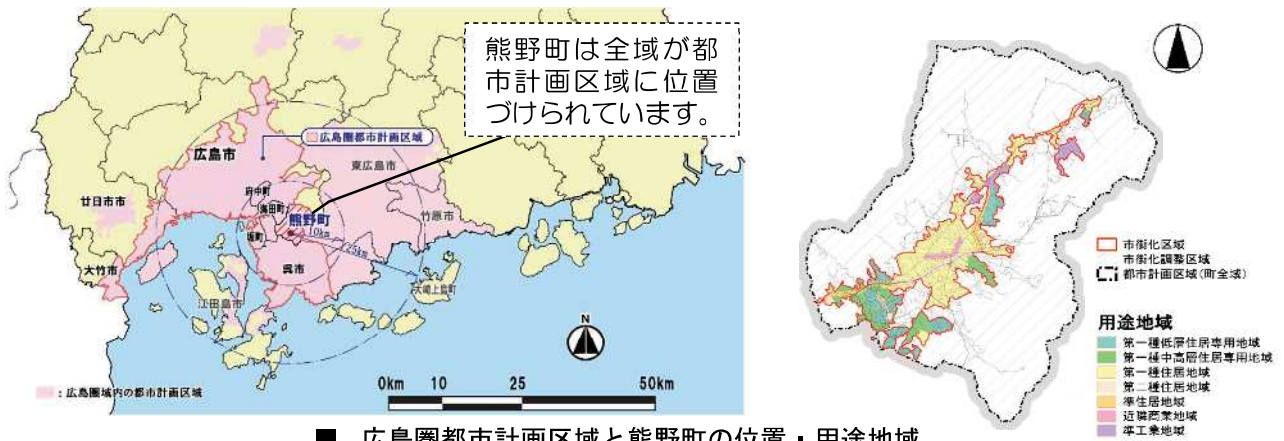 熊野町は全域が都
市計画区域に位置
づけられています。
広島圏都市計画区域
広島市
東広島市
府中町
廿日市市
海田町
熊野町
竹原市
坂町
10km
25km
大竹市
呉市
大崎上島町
江田島市
N
：広島圏域内の都市計画区域
0km 10 25 50km
市街化区域
市街化調整区域
都市計画区域(町全域)
用途地域
第一種低層住居専用地域
第一種中高層住居専用地域
第一種住居地域
第二種住居地域
準住居地域
近隣商業地域
準工業地域
■ 広島圏都市計画区域と熊野町の位置・用途地域